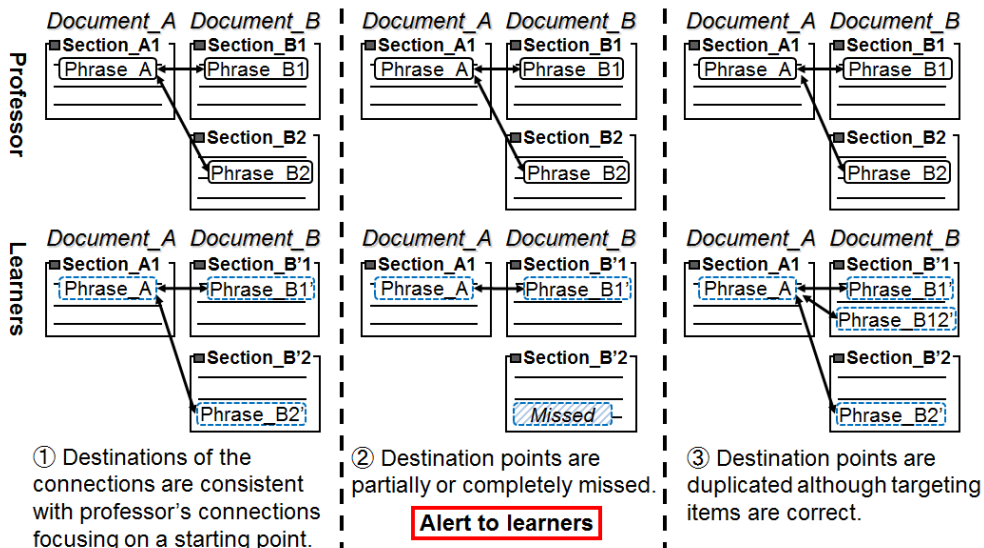 Professor
Document_A Document_B
Section_A1 Section_B1
Phrase_A Phrase_B1
Section_B2
Phrase_B2
Document_A Document_B
Section_A1 Section_B1
Phrase_A Phrase_B1
Section_B2
Phrase_B2
Document_A Document_B
Section_A1 Section_B1
Phrase_A Phrase_B1
Section_B2
Phrase_B2
Learners
Document_A Document_B
Section_A1 Section_B'1
Phrase_A Phrase_B1'
Section_B'2
Phrase_B2'
① Destinations of the
connections are consistent
with professor's connections
focusing on a starting point.
Document_A Document_B
Section_A1 Section_B'1
Phrase_A Phrase_B1'
Section_B'2
Missed
② Destination points are
partially or completely missed.
Alert to learners
Document_A Document_B
Section_A1 Section_B'1
Phrase_A Phrase_B1'
Phrase_B12'
Section_B'2
Phrase_B2'
③ Destination points are
duplicated although targeting
items are correct.